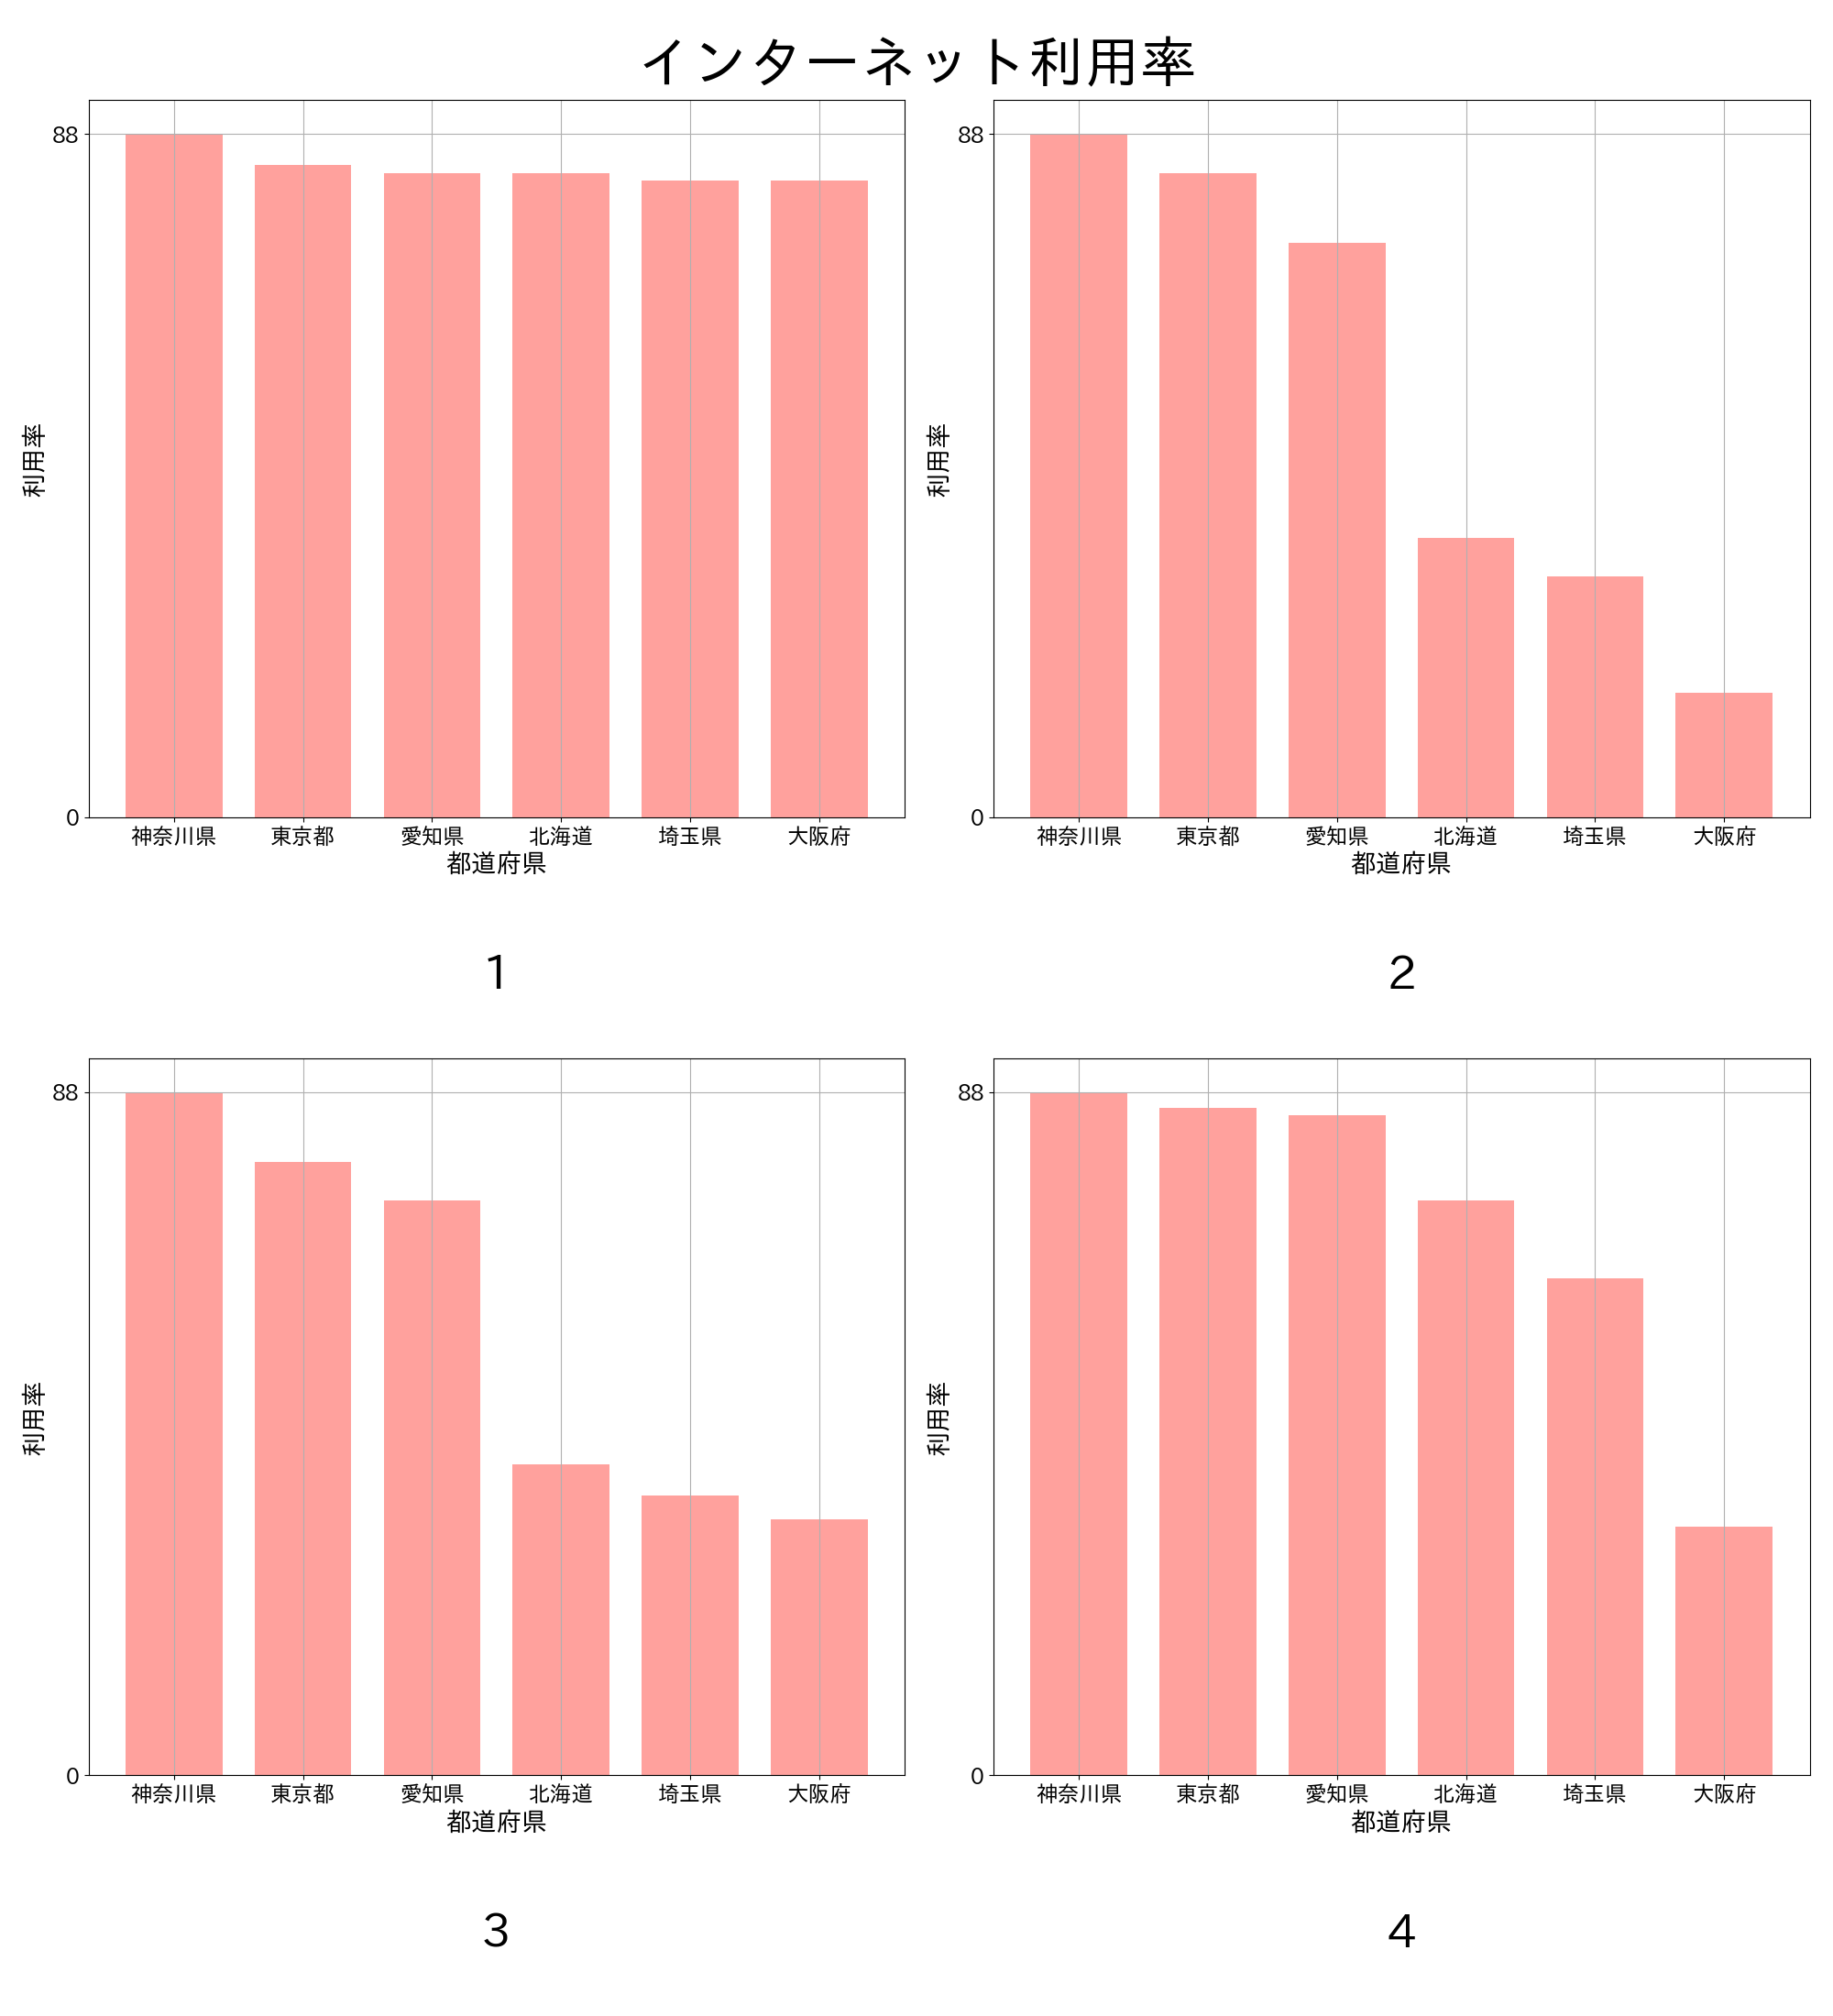 インターネット利用率
88
0
利用率
神奈川県 東京都 愛知県 北海道 埼玉県 大阪府
都道府県
1
88
0
利用率
神奈川県 東京都 愛知県 北海道 埼玉県 大阪府
都道府県
2
88
0
利用率
神奈川県 東京都 愛知県 北海道 埼玉県 大阪府
都道府県
3
88
0
利用率
神奈川県 東京都 愛知県 北海道 埼玉県 大阪府
都道府県
4